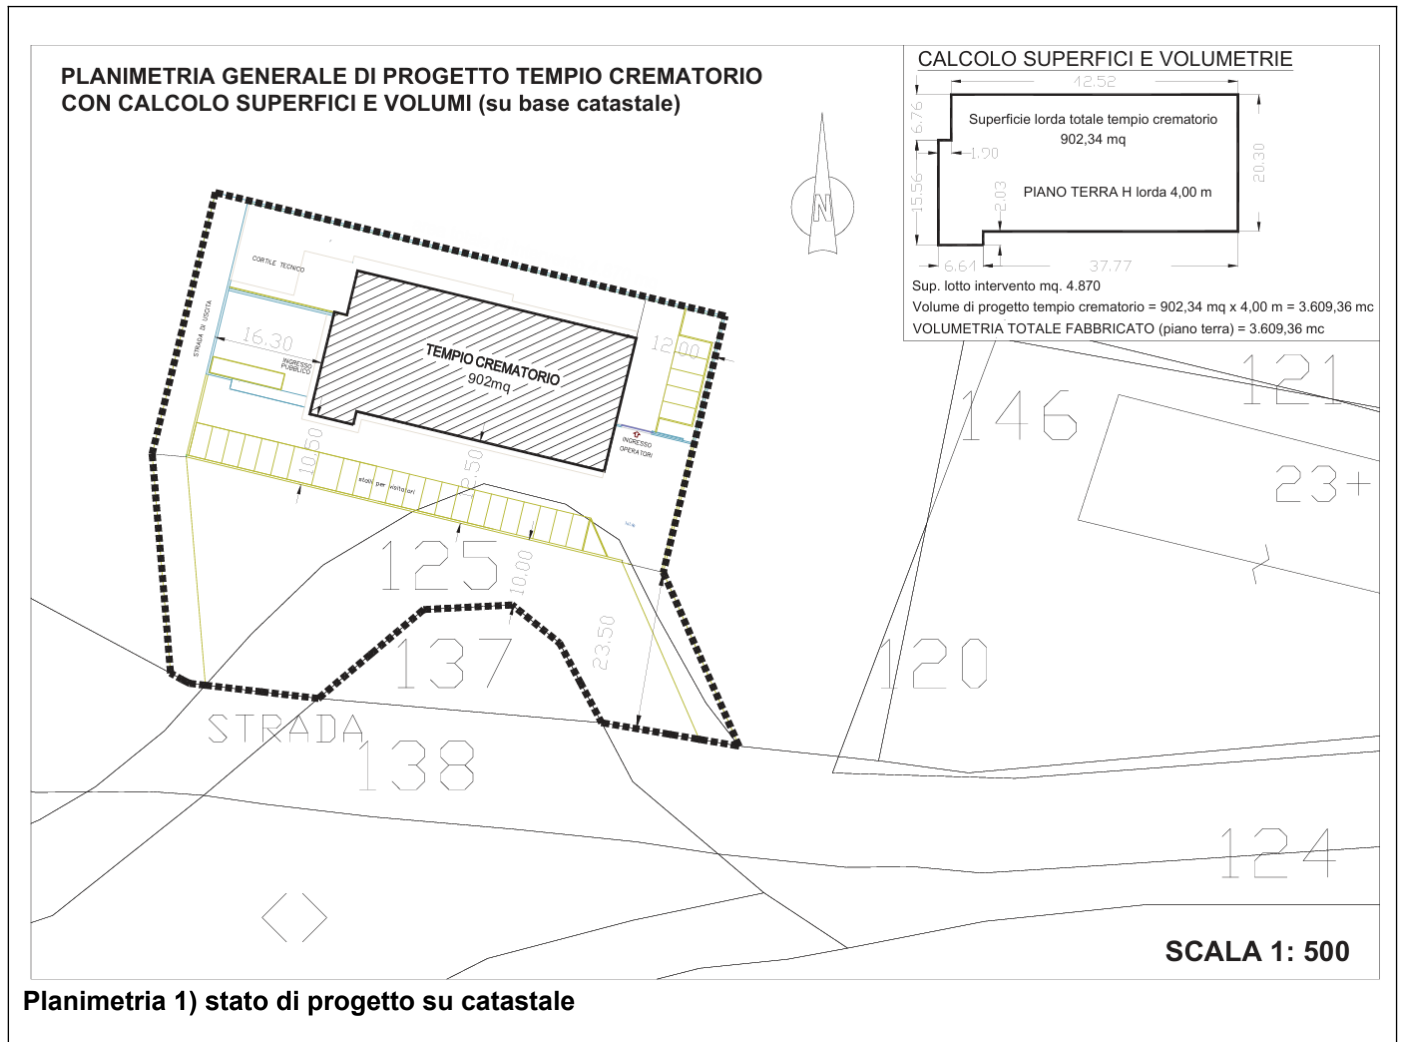 PLANIMETRIA GENERALE DI PROGETTO TEMPIO CREMATORIO
CON CALCOLO SUPERFICI E VOLUMI (su base catastale)
CALCOLO SUPERFICI E VOLUMETRIE
42.52
6.76
Superficie lorda totale tempio crematorio
902,34 mq
1.90
20.30
15.56
2.03
PIANO TERRA H lorda 4,00 m
6.64
37.77
Sup. lotto intervento mq. 4.870
Volume di progetto tempio crematorio = 902,34 mq x 4,00 m = 3.609,36 mc
VOLUMETRIA TOTALE FABBRICATO (piano terra) = 3.609,36 mc
N
CORTILE TECNICO
STRADA DI USCITA
16.30
INGRESSO
PUBBLICO
TEMPIO CREMATORIO
902mq
12.00
INGRESSO
OPERATORI
10.50
12.50
stalli per visitatori
125
10.00
137
23.50
STRADA
138
146
121
23+
120
124
SCALA 1: 500
Planimetria 1) stato di progetto su catastale